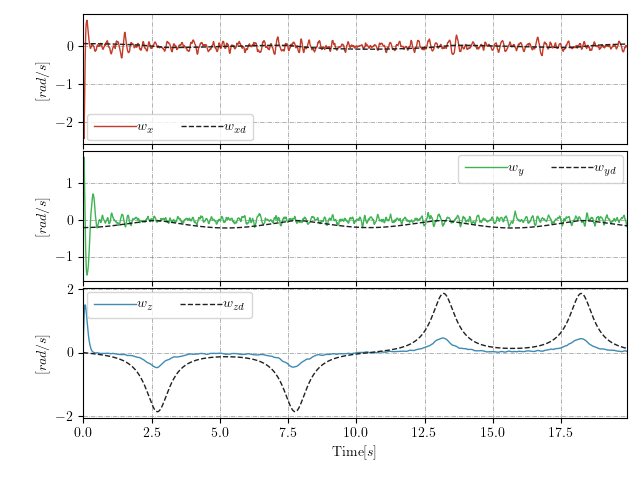 0
−1
−2
[rad/s]
w_x w_xd
1
0
−1
[rad/s]
w_y w_yd
2
0
−2
[rad/s]
w_z w_zd
0.0 2.5 5.0 7.5 10.0 12.5 15.0 17.5
Time[s]